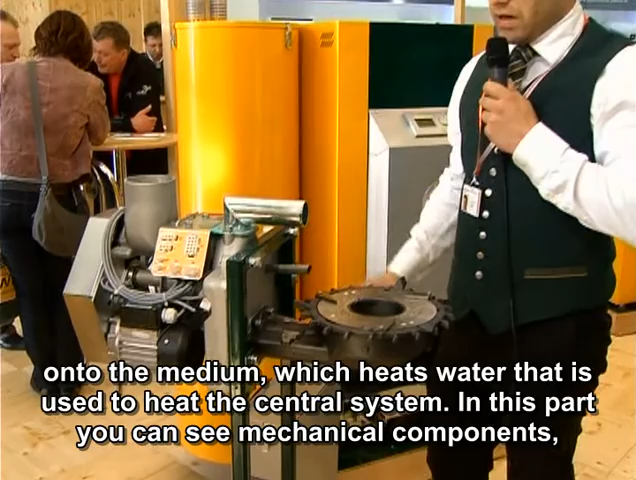 onto the medium, which heats water that is
used to heat the central system. In this part
you can see mechanical components,